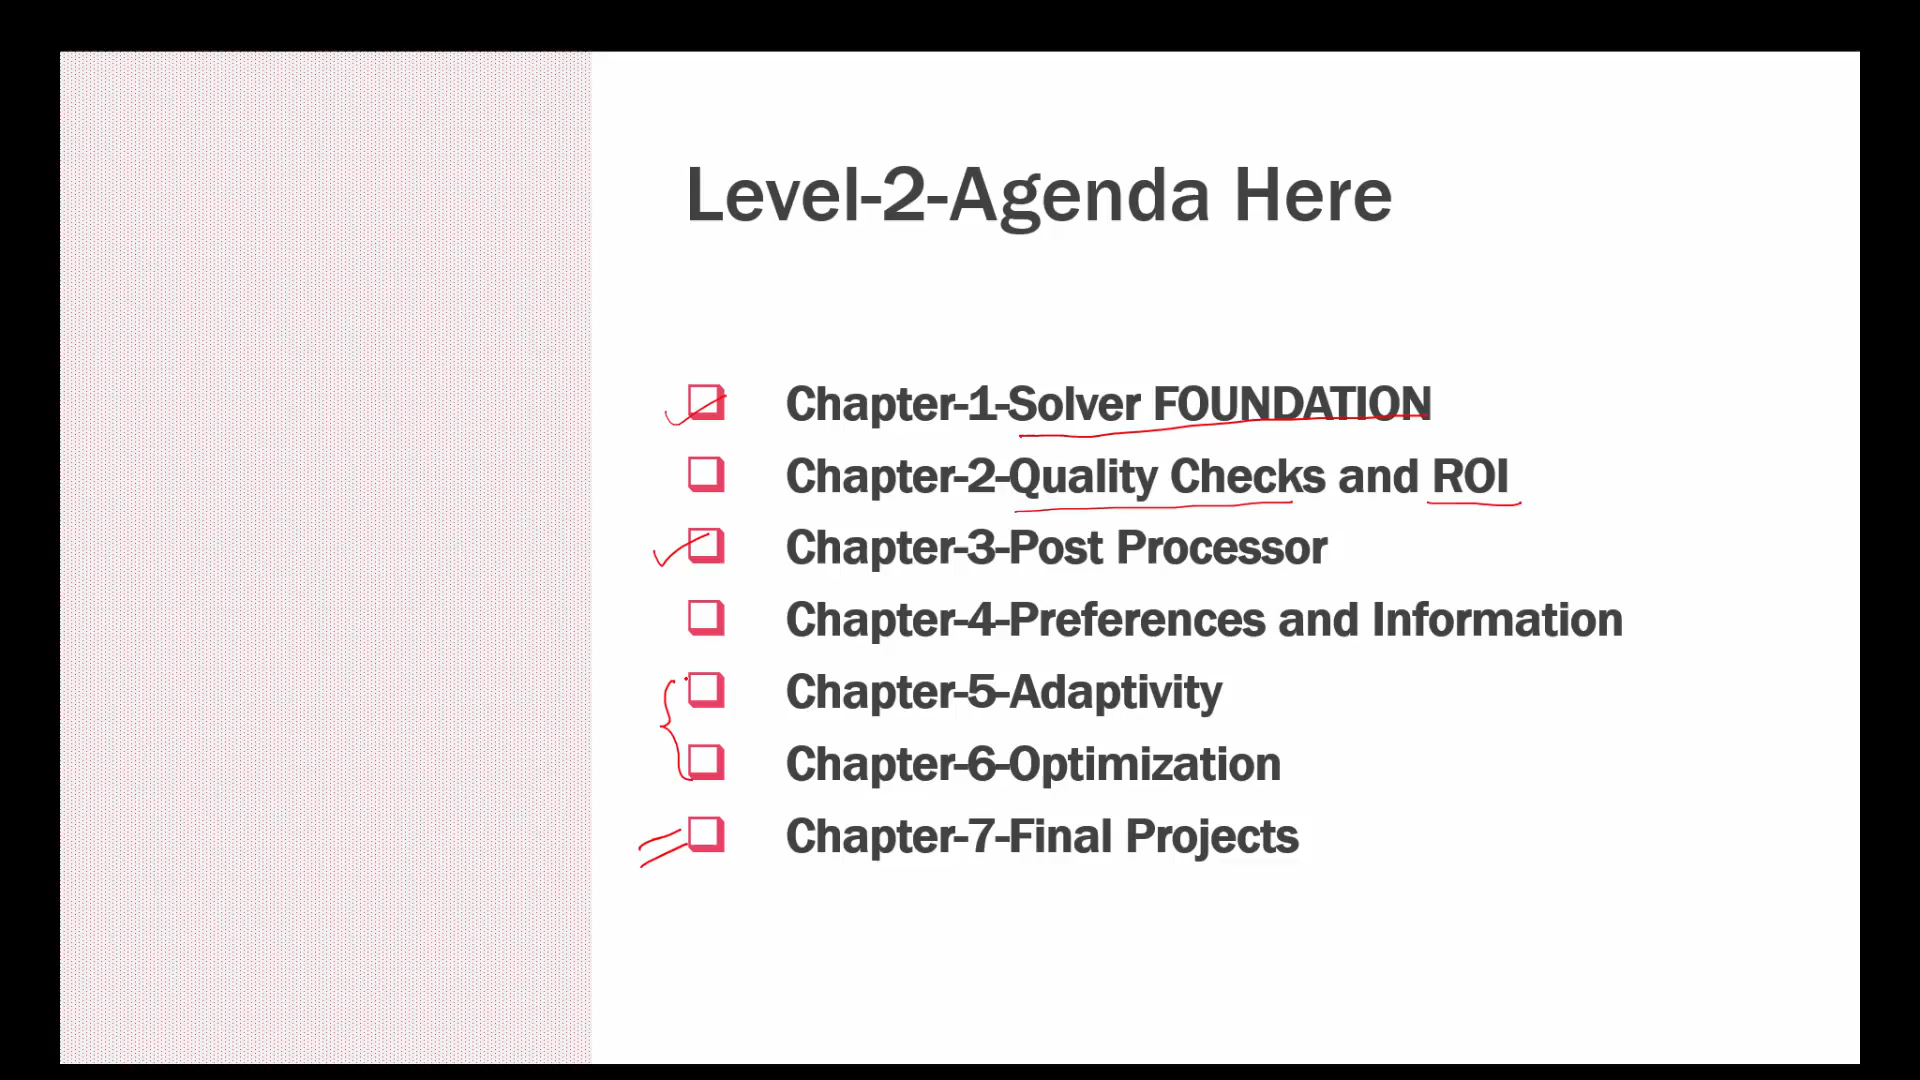 Level-2-Agenda Here
Chapter-1-Solver FOUNDATION
Chapter-2-Quality Checks and ROI
Chapter-3-Post Processor
Chapter-4-Preferences and Information
Chapter-5-Adaptivity
Chapter-6-Optimization
Chapter-7-Final Projects